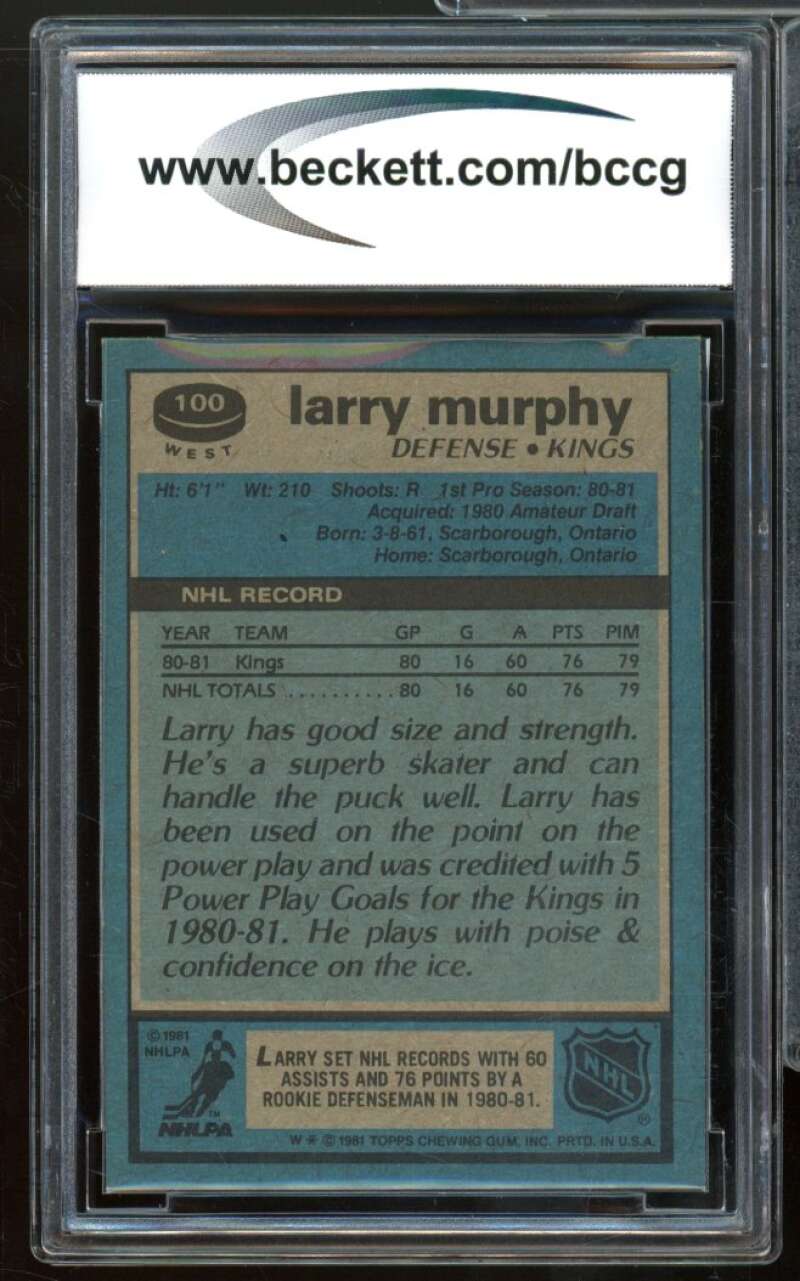 www.beckett.com/bccg
100
WEST
larry murphy
DEFENSE • KINGS
Ht: 6'1" Wt: 210 Shoots: R 1st Pro Season: 80-81
Acquired: 1980 Amateur Draft
Born: 3-8-61, Scarborough, Ontario
Home: Scarborough, Ontario
NHL RECORD
YEAR TEAM GP G A PTS PIM
80-81 Kings 80 16 60 76 79
NHL TOTALS .......... 80 16 60 76 79
Larry has good size and strength.
He's a superb skater and can
handle the puck well. Larry has
been used on the point on the
power play and was credited with 5
Power Play Goals for the Kings in
1980-81. He plays with poise &
confidence on the ice.
© 1981
NHLPA
TM
NHLPA
LARRY SET NHL RECORDS WITH 60
ASSISTS AND 76 POINTS BY A
ROOKIE DEFENSEMAN IN 1980-81.
NHL
®
W * © 1981 TOPPS CHEWING GUM, INC. PRTD. IN U.S.A.